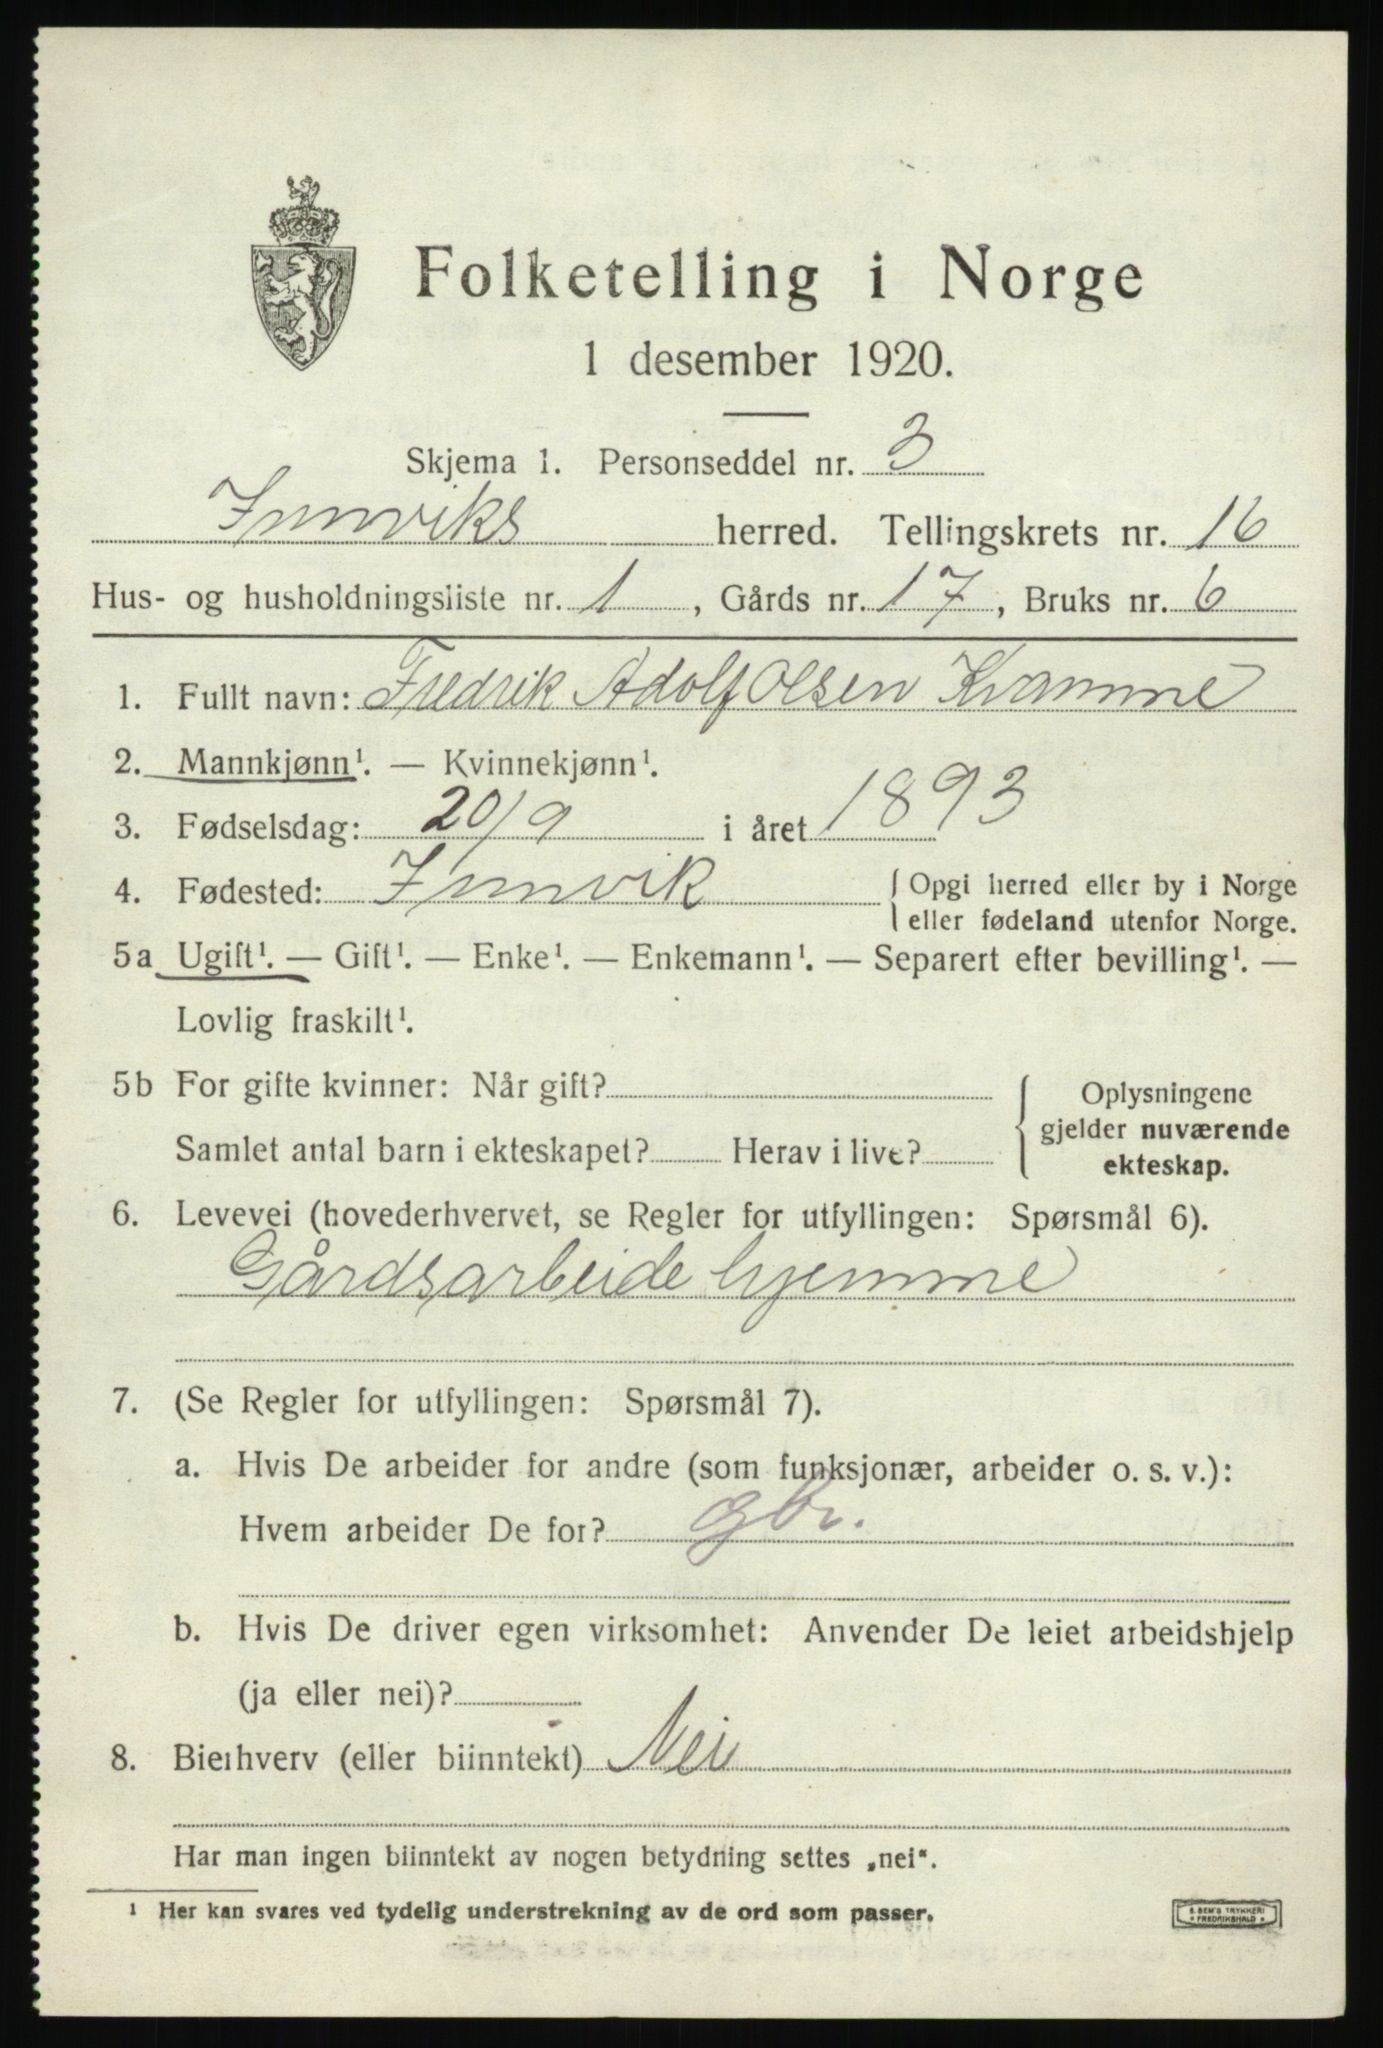 Folketelling i Norge
1 desember 1920.
Skjema 1. Personseddel nr. 3
Innviks herred. Tellingskrets nr. 16
Hus- og husholdningsliste nr. 1, Gårds nr. 17, Bruks nr. 6
1. Fullt navn: Fredrik Adolf Olsen Kvamme
2. Mannkjønn¹. — Kvinnekjønn¹.
3. Fødselsdag: 20/9 i året 1893
4. Fødested: Innvik { Opgi herred eller by i Norge
eller fødeland utenfor Norge.
5a Ugift¹. — Gift¹. — Enke¹. — Enkemann¹. — Separert efter bevilling¹. —
Lovlig fraskilt¹.
5b For gifte kvinner: Når gift?
Samlet antal barn i ekteskapet? Herav i live?
{ Oplysningene
gjelder nuværende
ekteskap.
6. Levevei (hovederhvervet, se Regler for utfyllingen: Spørsmål 6).
Gårdsarbeide hjemme
7. (Se Regler for utfyllingen: Spørsmål 7).
a. Hvis De arbeider for andre (som funksjonær, arbeider o. s. v.):
Hvem arbeider De for? gbr.
b. Hvis De driver egen virksomhet: Anvender De leiet arbeidshjelp
(ja eller nei)?
8. Bierhverv (eller biinntekt) Nei
Har man ingen biinntekt av nogen betydning settes „nei“.
¹ Her kan svares ved tydelig understrekning av de ord som passer.
S. BEM'S TRYKKERI
* FREDRIKSHALD *